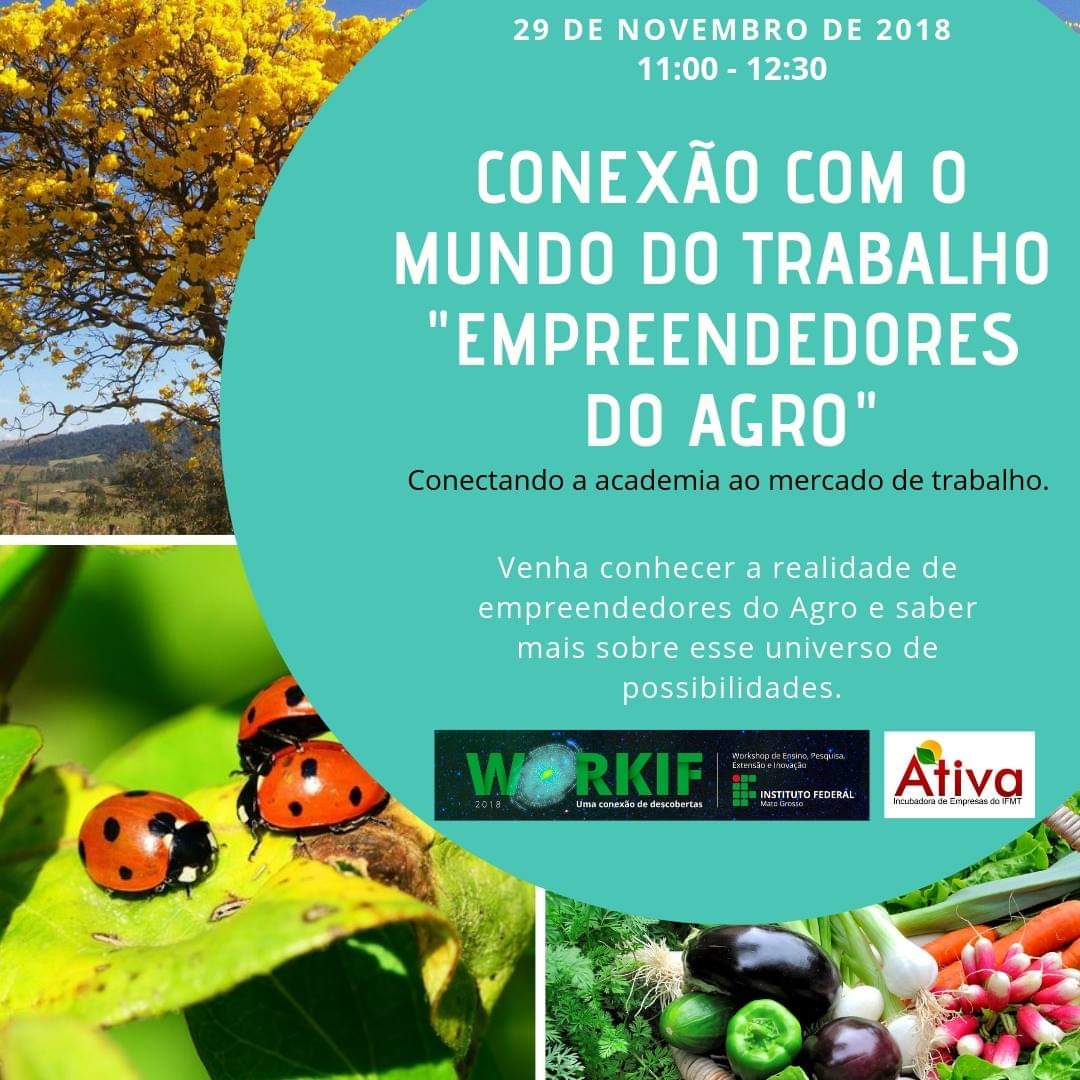 29 DE NOVEMBRO DE 2018
11:00 - 12:30
CONEXÃO COM O
MUNDO DO TRABALHO
"EMPREENDEDORES
DO AGRO"
Conectando a academia ao mercado de trabalho.
Venha conhecer a realidade de
empreendedores do Agro e saber
mais sobre esse universo de
possibilidades.
WORKIF
2018
Uma conexão de descobertas
Workshop de Ensino, Pesquisa,
Extensão e Inovação
INSTITUTO FEDERAL
Mato Grosso
Ativa
Incubadora de Empresas do IFMT